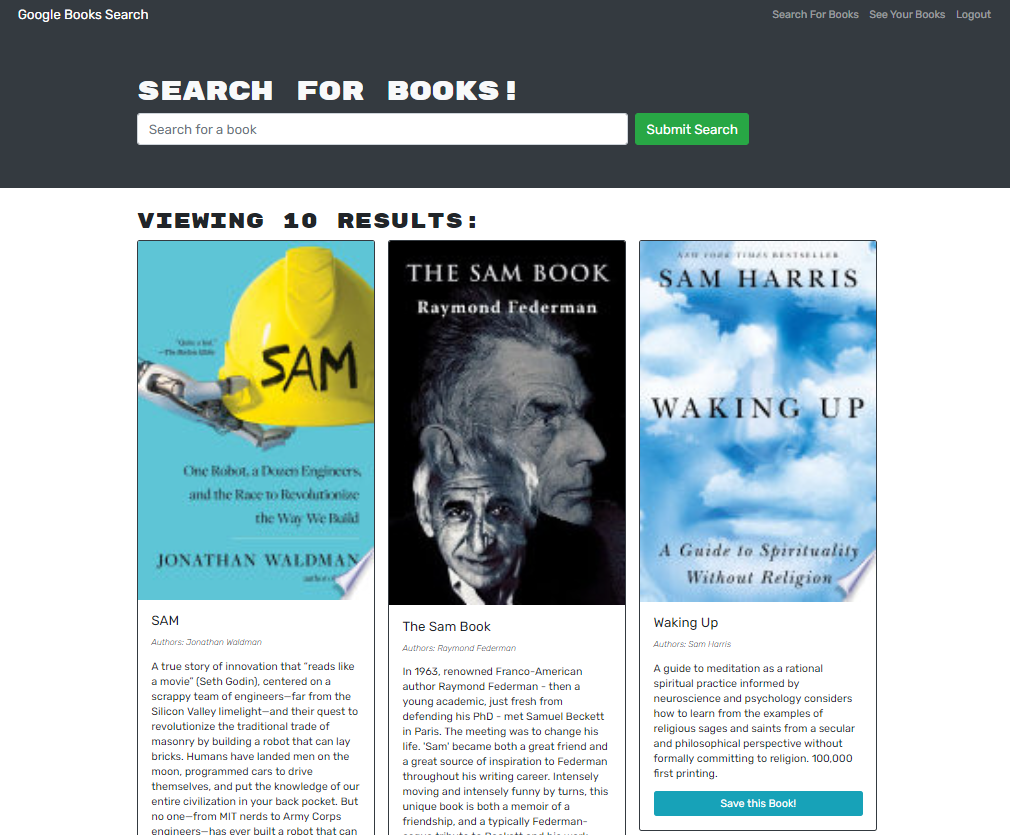 Google Books Search
Search For Books See Your Books Logout
SEARCH FOR BOOKS!
Search for a book
Submit Search
VIEWING 10 RESULTS:
"Quite a feat."
SAM
One Robot, a Dozen Engineers,
and the Race to Revolutionize
the Way We Build
JONATHAN WALDMAN
SAM
Authors: Jonathan Waldman
A true story of innovation that “reads like
a movie” (Seth Godin), centered on a
scrappy team of engineers—far from the
Silicon Valley limelight—and their quest to
revolutionize the traditional trade of
masonry by building a robot that can lay
bricks. Humans have landed men on the
moon, programmed cars to drive
themselves, and put the knowledge of our
entire civilization in your back pocket. But
no one—from MIT nerds to Army Corps
engineers—has ever built a robot that can
THE SAM BOOK
Raymond Federman
The Sam Book
Authors: Raymond Federman
In 1963, renowned Franco-American
author Raymond Federman - then a
young academic, just fresh from
defending his PhD - met Samuel Beckett
in Paris. The meeting was to change his
life. 'Sam' became both a great friend and
a great source of inspiration to Federman
throughout his writing career. Intensely
moving and intensely funny by turns, this
unique book is both a memoir of a
friendship, and a typically Federman-
NEW YORK TIMES BESTSELLER
SAM HARRIS
WAKING UP
A Guide to Spirituality
Without Religion
Waking Up
Authors: Sam Harris
A guide to meditation as a rational
spiritual practice informed by
neuroscience and psychology considers
how to learn from the examples of
religious sages and saints from a secular
and philosophical perspective without
formally committing to religion. 100,000
first printing.
Save this Book!